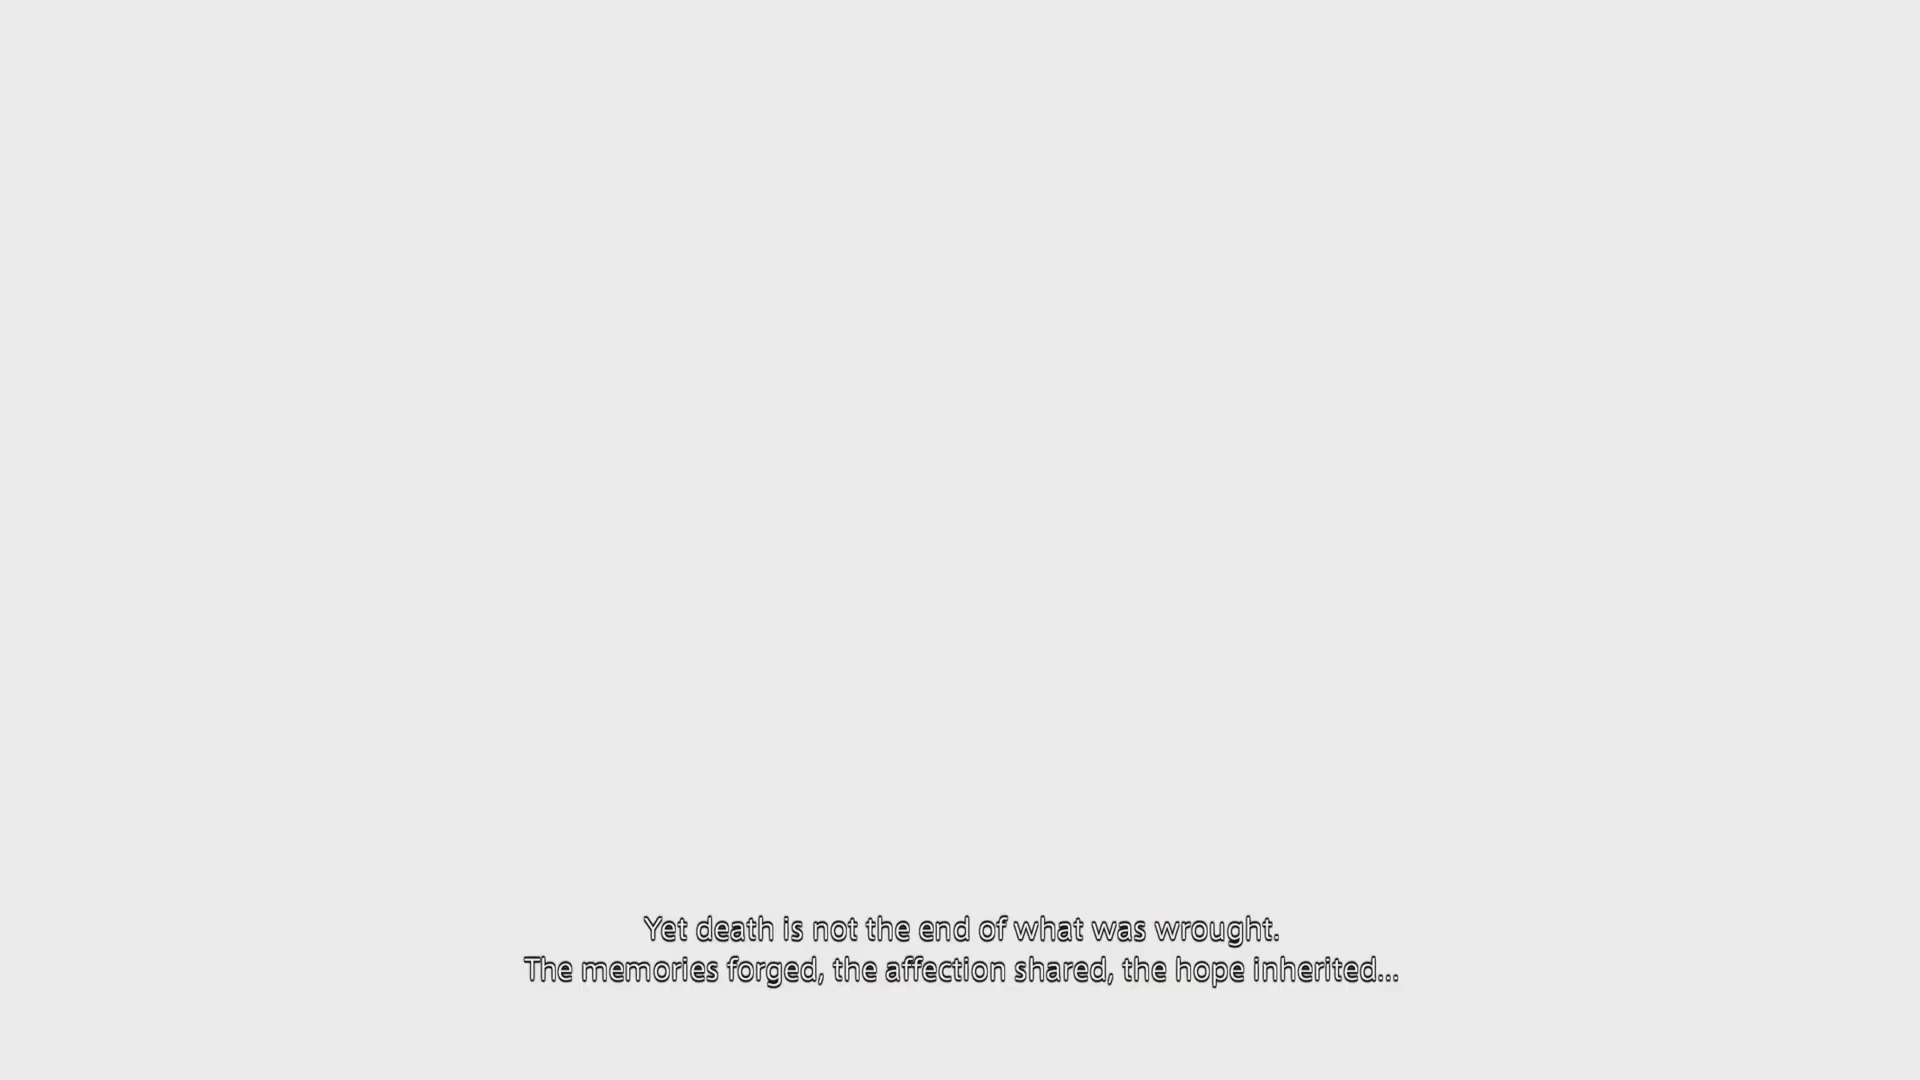 Yet death is not the end of what was wrought.
The memories forged, the affection shared, the hope inherited...